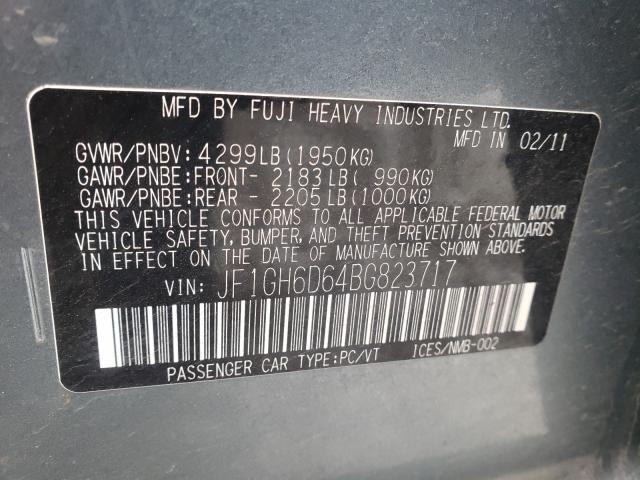 MFD BY FUJI HEAVY INDUSTRIES LTD.
MFD IN 02/11
GVWR/PNBV: 4299LB(1950KG)
GAWR/PNBE:FRONT- 2183LB( 990KG)
GAWR/PNBE:REAR - 2205LB(1000KG)
THIS VEHICLE CONFORMS TO ALL APPLICABLE FEDERAL MOTOR
VEHICLE SAFETY, BUMPER, AND THEFT PREVENTION STANDARDS
IN EFFECT ON THE DATE OF MANUFACTURE SHOWN ABOVE.
VIN: JF1GH6D64BG823717
PASSENGER CAR TYPE:PC/VT ICES/NMB-002